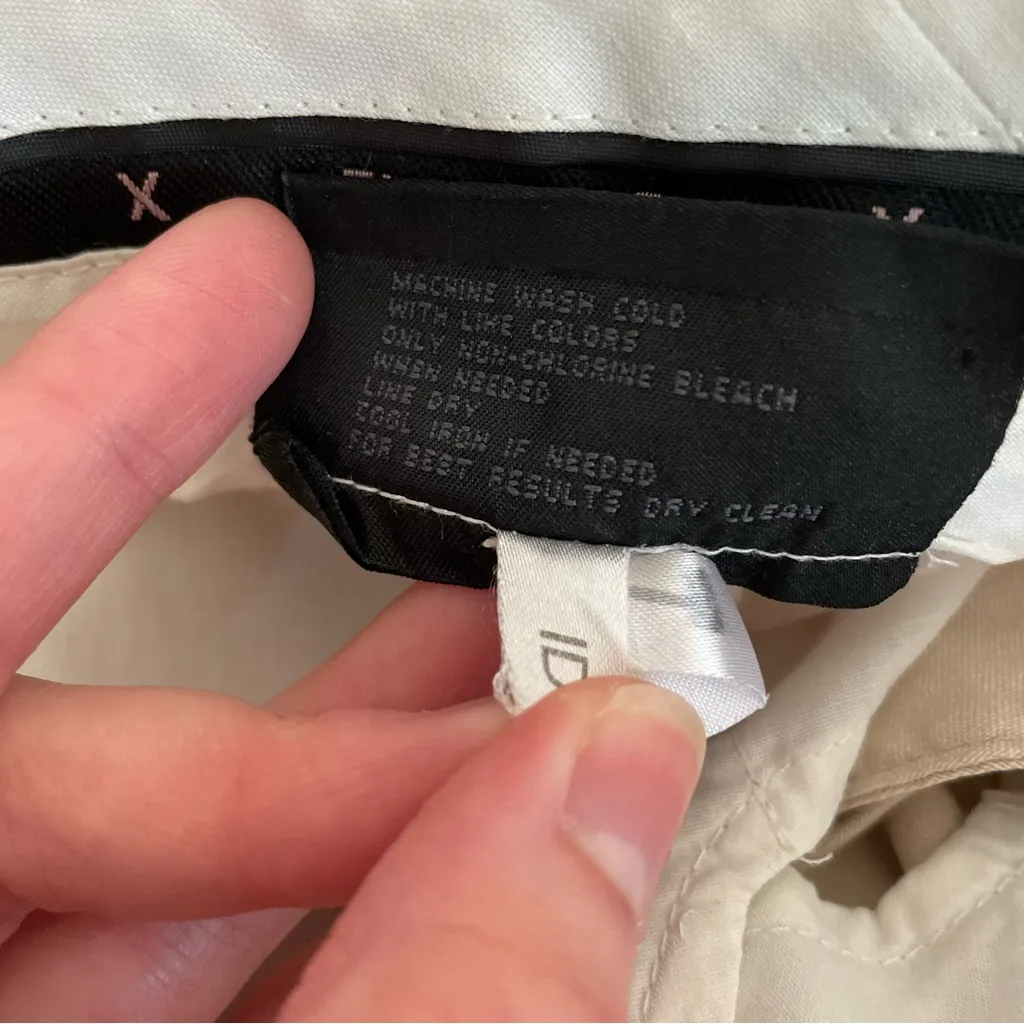 X
MACHINE WASH COLD
WITH LIKE COLORS
ONLY NON-CHLORINE BLEACH
WHEN NEEDED
LINE DRY
COOL IRON IF NEEDED
FOR BEST RESULTS DRY CLEAN